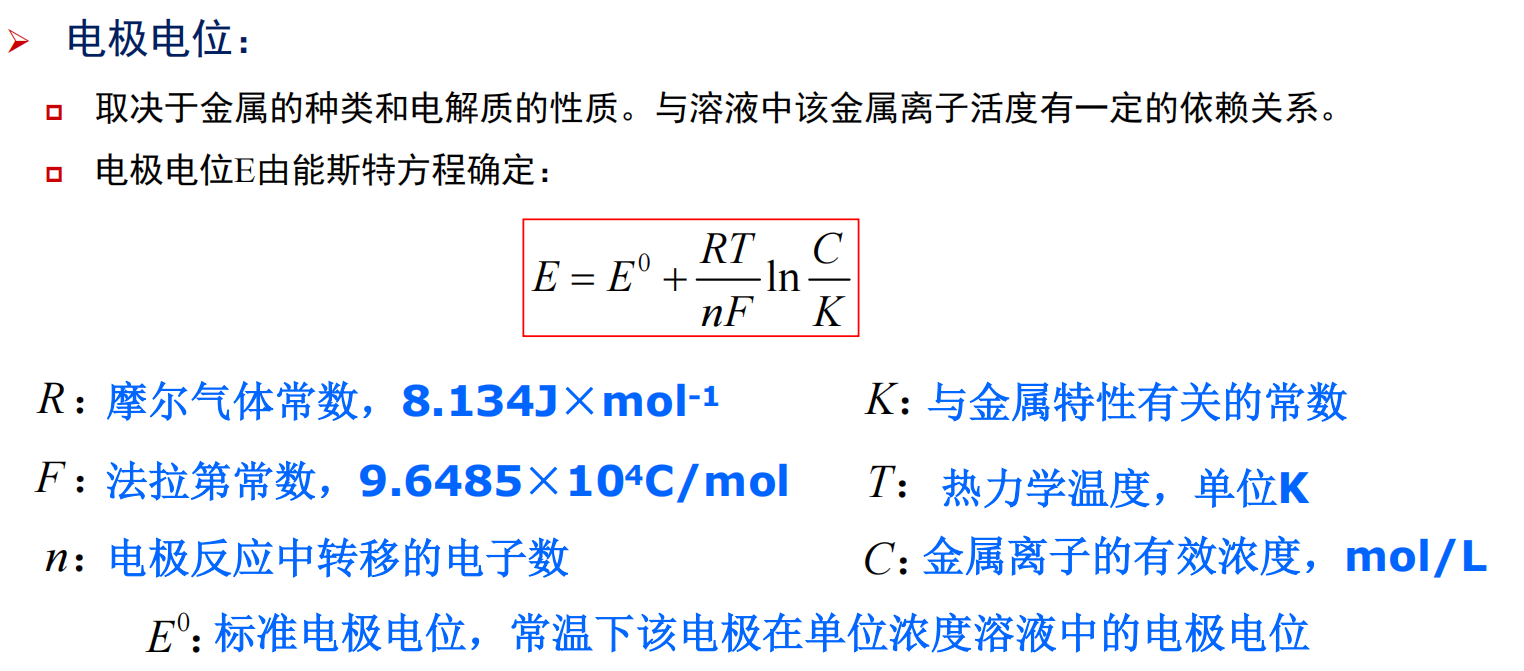 电极电位：
取决于金属的种类和电解质的性质。与溶液中该金属离子活度有一定的依赖关系。
电极电位E由能斯特方程确定：
E = E⁰ + RT/nF ln C/K
R：摩尔气体常数，8.134J×mol⁻¹
K：与金属特性有关的常数
F：法拉第常数，9.6485×10⁴C/mol
T：热力学温度，单位K
n：电极反应中转移的电子数
C：金属离子的有效浓度，mol/L
E⁰：标准电极电位，常温下该电极在单位浓度溶液中的电极电位